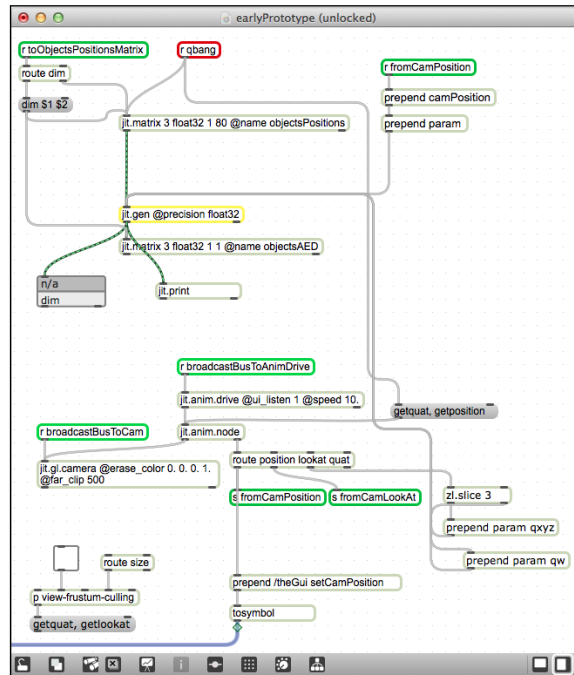 earlyPrototype (unlocked)
r toObjectsPositionsMatrix
r qbang
r fromCamPosition
route dim
prepend camPosition
dim $1 $2
prepend param
jit.matrix 3 float32 1 80 @name objectsPositions
jit.gen @precision float32
jit.matrix 3 float32 1 1 @name objectsAED
n/a
dim
jit.print
r broadcastBusToAnimDrive
jit.anim.drive @ui_listen 1 @speed 10.
getquat, getposition
r broadcastBusToCam
jit.anim.node
jit.gl.camera @erase_color 0. 0. 0. 1.
@far_clip 500
route position lookat quat
s fromCamPosition
s fromCamLookAt
zl.slice 3
prepend param qxyz
prepend param qw
route size
p view-frustum-culling
getquat, getlookat
prepend /theGui setCamPosition
tosymbol